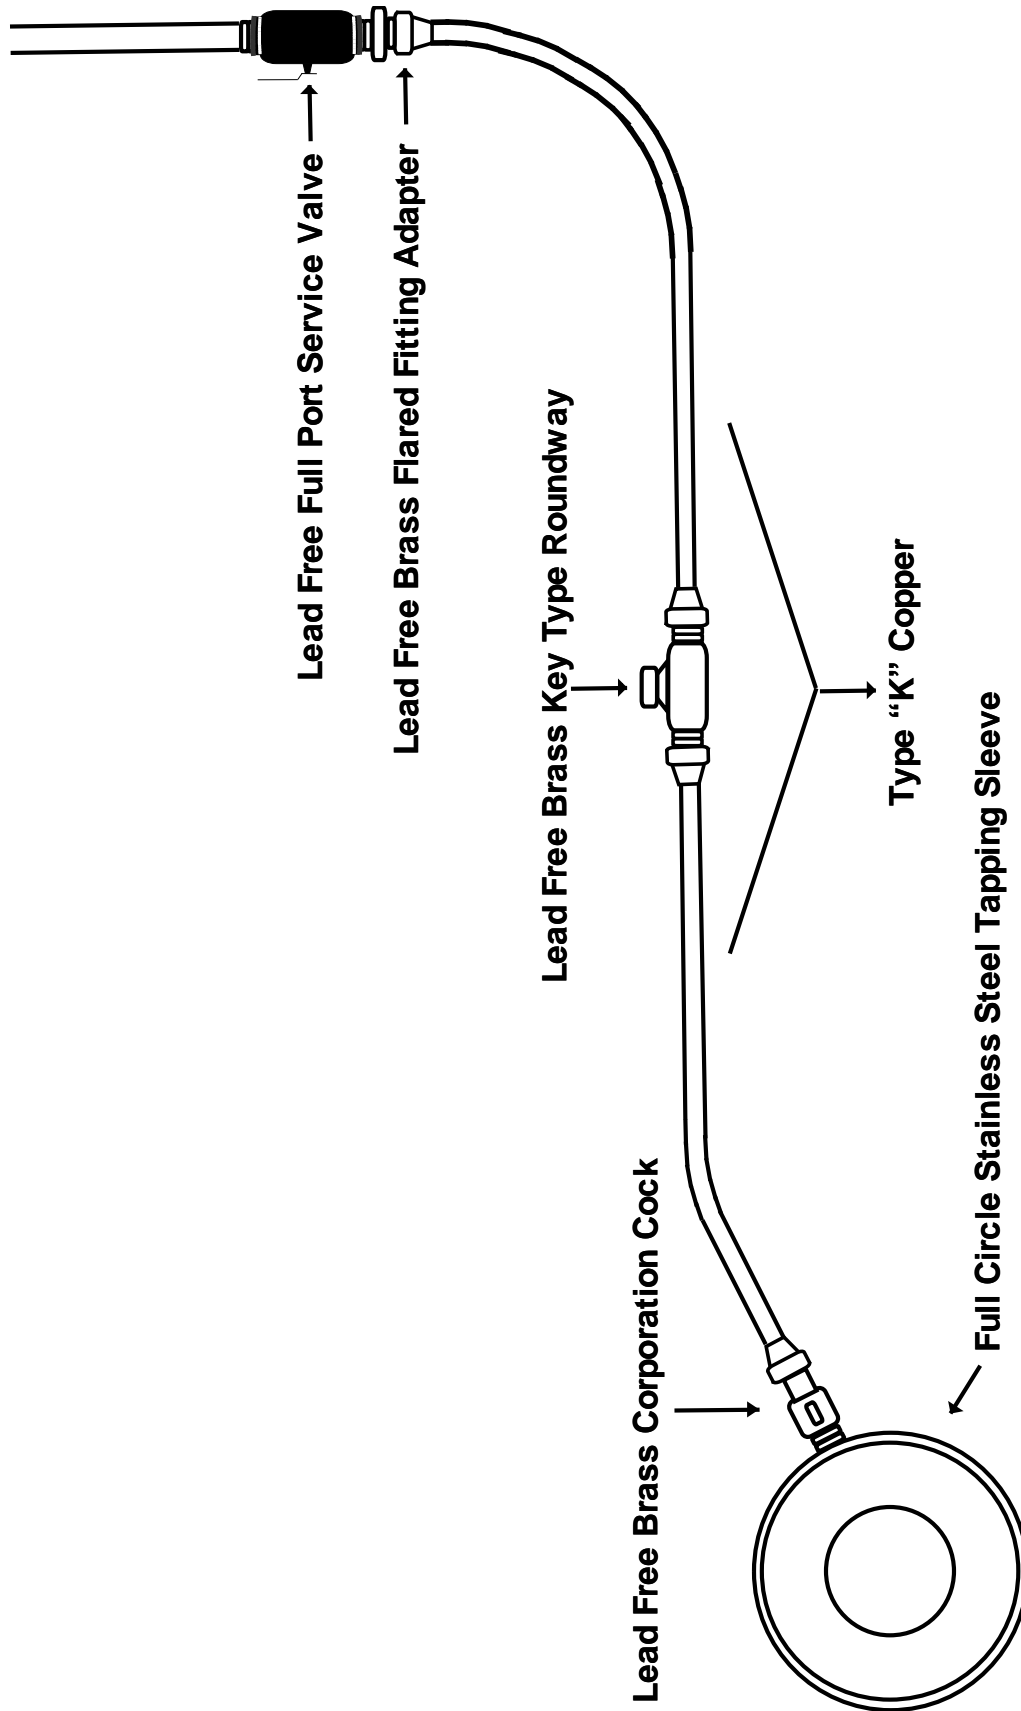 Lead Free Full Port Service Valve
Lead Free Brass Flared Fitting Adapter
Lead Free Brass Key Type Roundway
Lead Free Brass Corporation Cock
Type “K” Copper
Full Circle Stainless Steel Tapping Sleeve